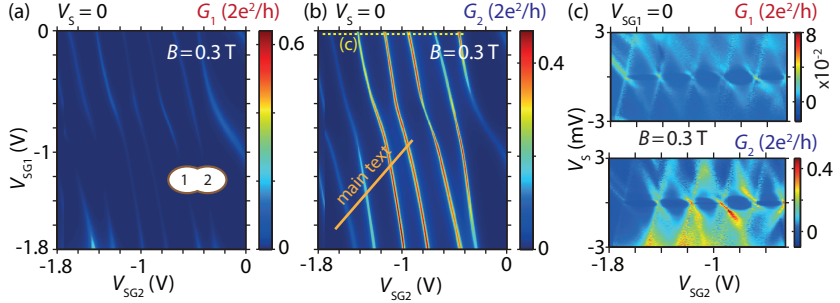 (a) V_S = 0 G_1 (2e²/h)
0
-1
-1.8
V_SG1 (V)
B = 0.3 T
1 2
-1.8 -1 0
V_SG2 (V)
0.6
0
(b) V_S = 0 G_2 (2e²/h)
(c)
B = 0.3 T
main text
-1.8 -1 0
V_SG2 (V)
0.4
0
(c) V_SG1 = 0 G_1 (2e²/h)
3
-3
8
0
x10^-2
V_S (mV)
B = 0.3 T G_2 (2e²/h)
3
-3
0.4
0
-1.8 -1 0
V_SG2 (V)